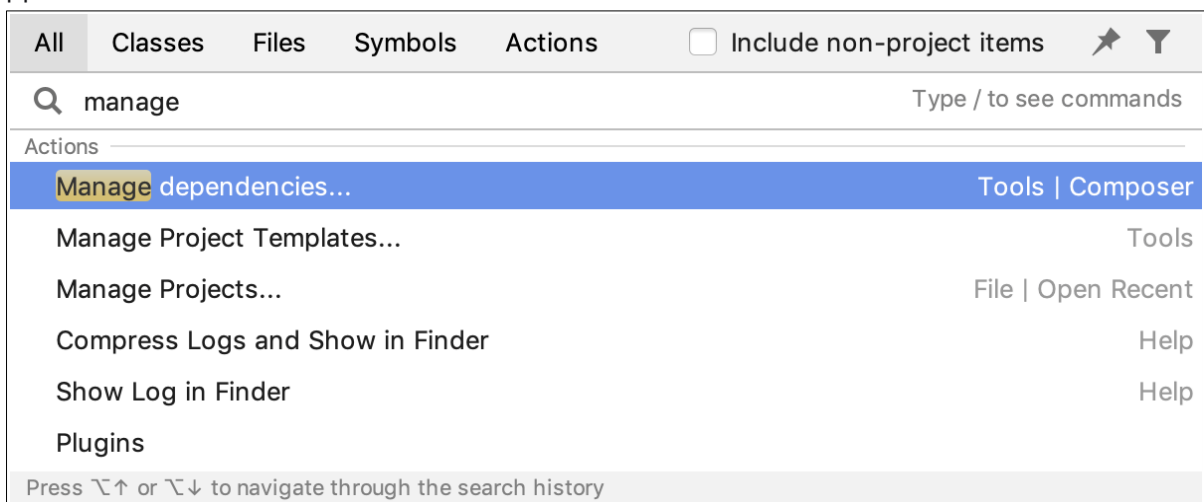 All Classes Files Symbols Actions Include non-project items
manage Type / to see commands
Actions
Manage dependencies... Tools | Composer
Manage Project Templates... Tools
Manage Projects... File | Open Recent
Compress Logs and Show in Finder Help
Show Log in Finder Help
Plugins
Press ⌥↑ or ⌥↓ to navigate through the search history